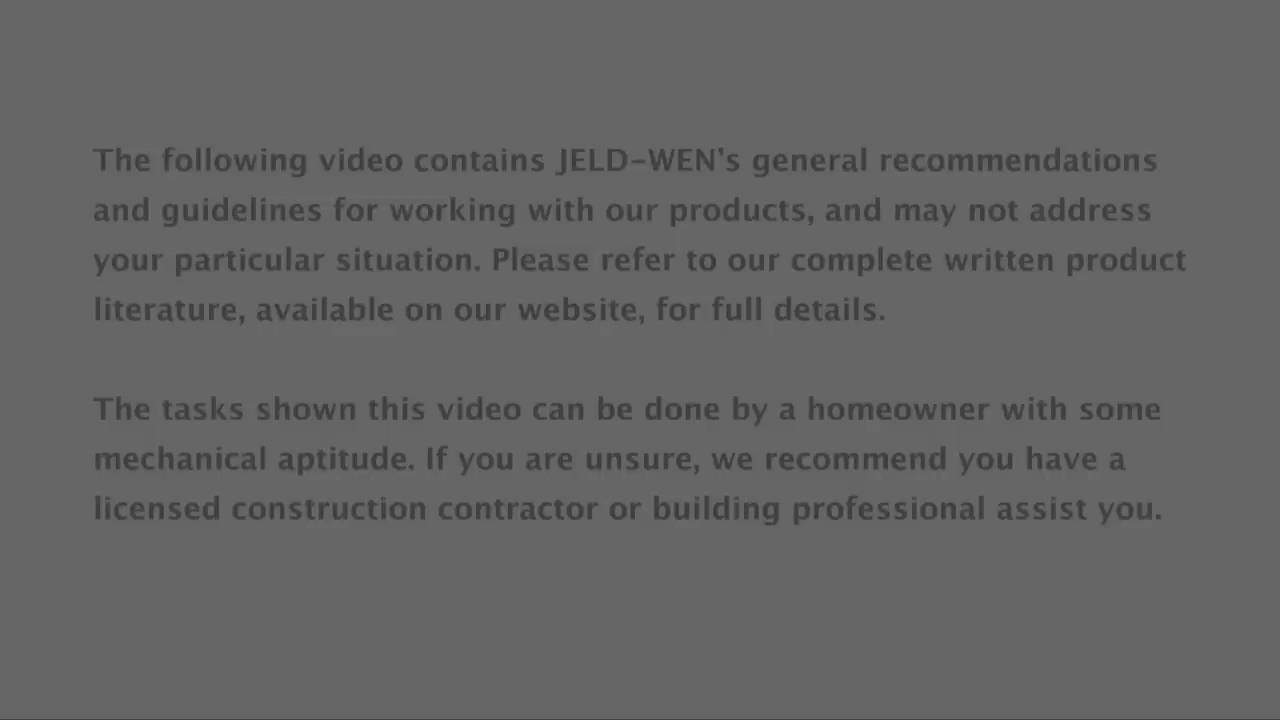 The following video contains JELD-WEN's general recommendations
and guidelines for working with our products, and may not address
your particular situation. Please refer to our complete written product
literature, available on our website, for full details.
The tasks shown this video can be done by a homeowner with some
mechanical aptitude. If you are unsure, we recommend you have a
licensed construction contractor or building professional assist you.